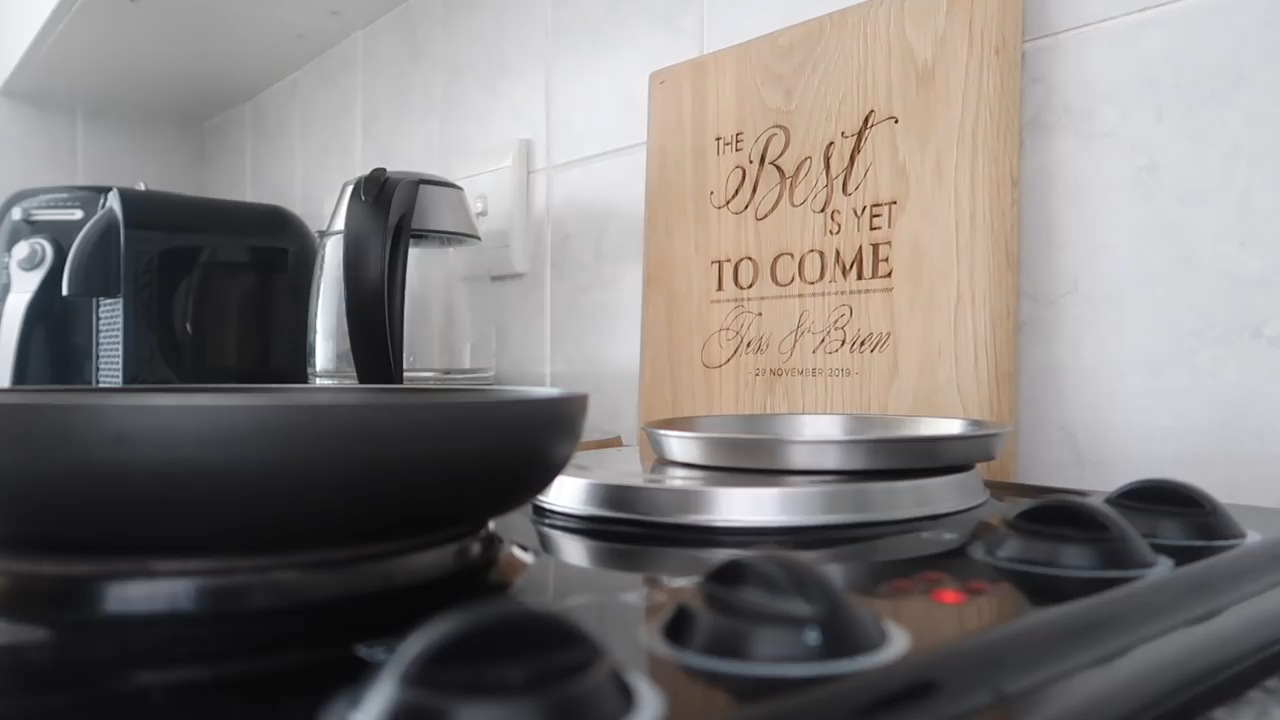 THE Best
IS YET
TO COME
Jess & Bren
- 29 NOVEMBER 2019 -